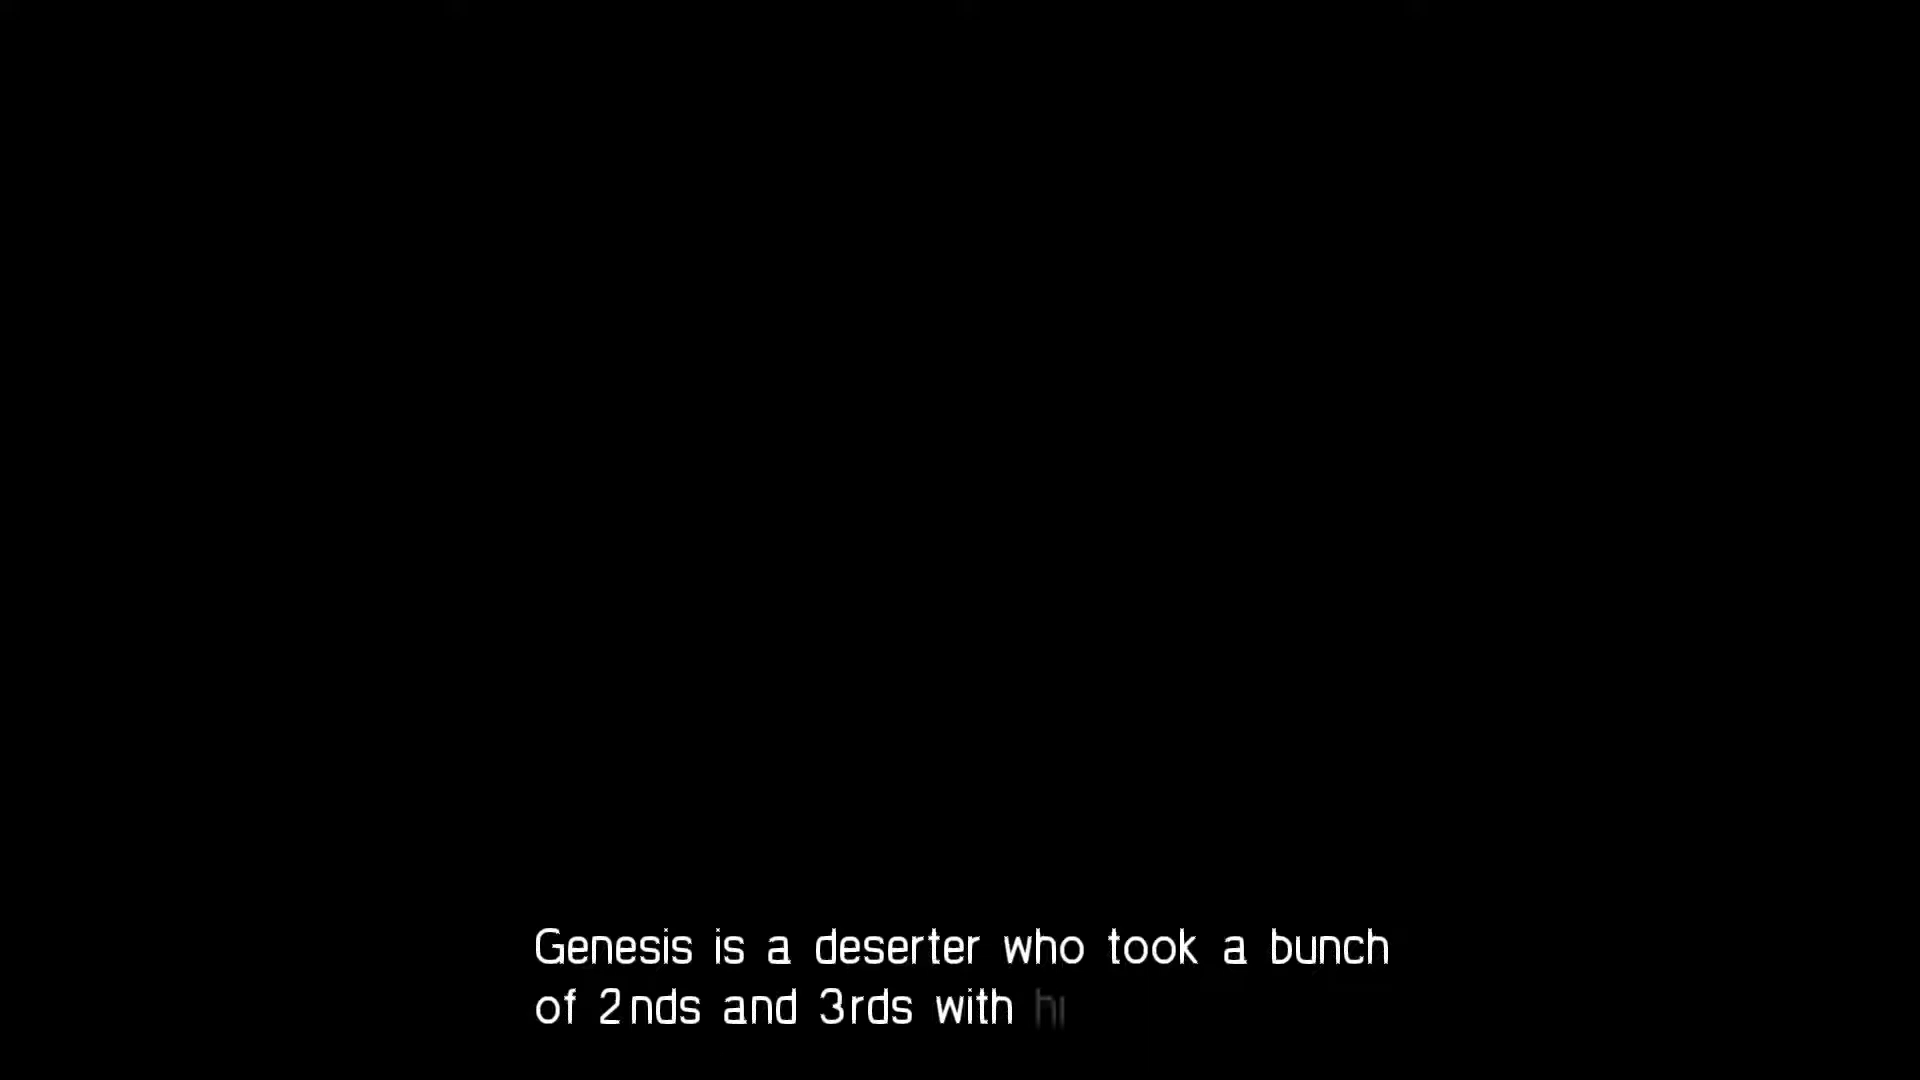 Genesis is a deserter who took a bunch
of 2nds and 3rds with